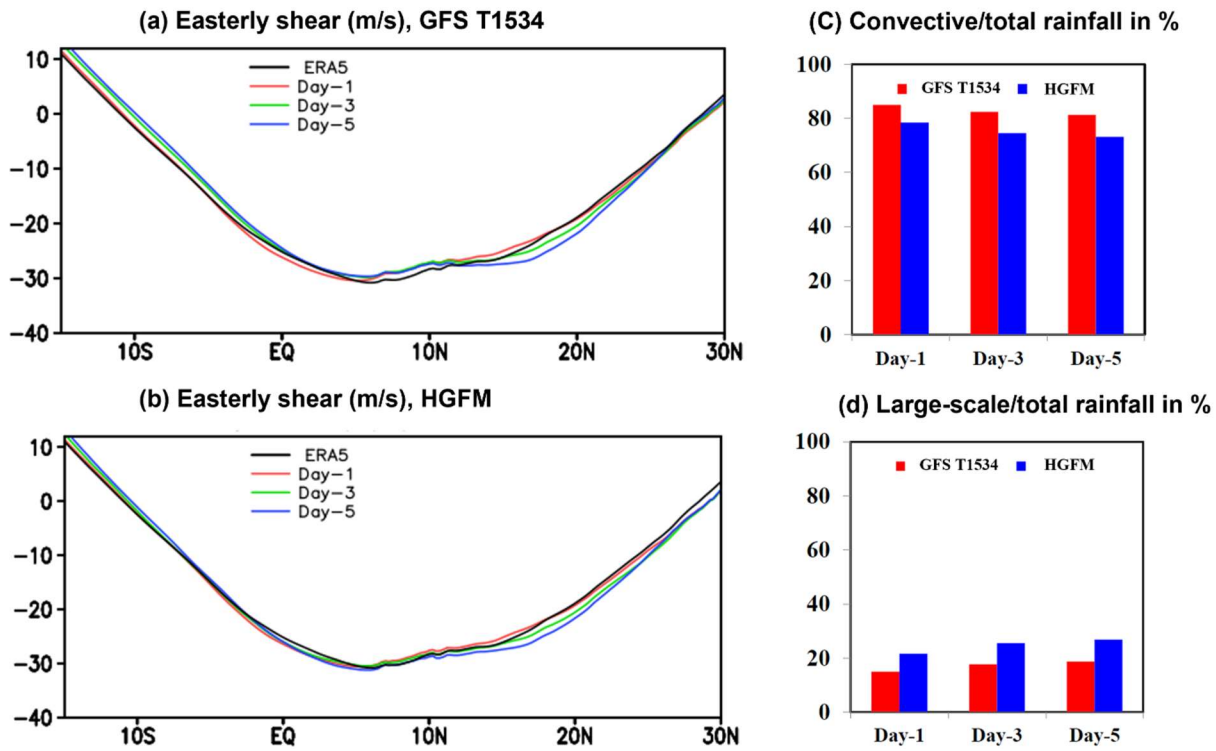 (a) Easterly shear (m/s), GFS T1534
10
0
−10
−20
−30
−40
ERA5
Day−1
Day−3
Day−5
10S EQ 10N 20N 30N
(b) Easterly shear (m/s), HGFM
10
0
−10
−20
−30
−40
ERA5
Day−1
Day−3
Day−5
10S EQ 10N 20N 30N
(C) Convective/total rainfall in %
100
80
60
40
20
0
GFS T1534 HGFM
Day-1 Day-3 Day-5
(d) Large-scale/total rainfall in %
100
80
60
40
20
0
GFS T1534 HGFM
Day-1 Day-3 Day-5